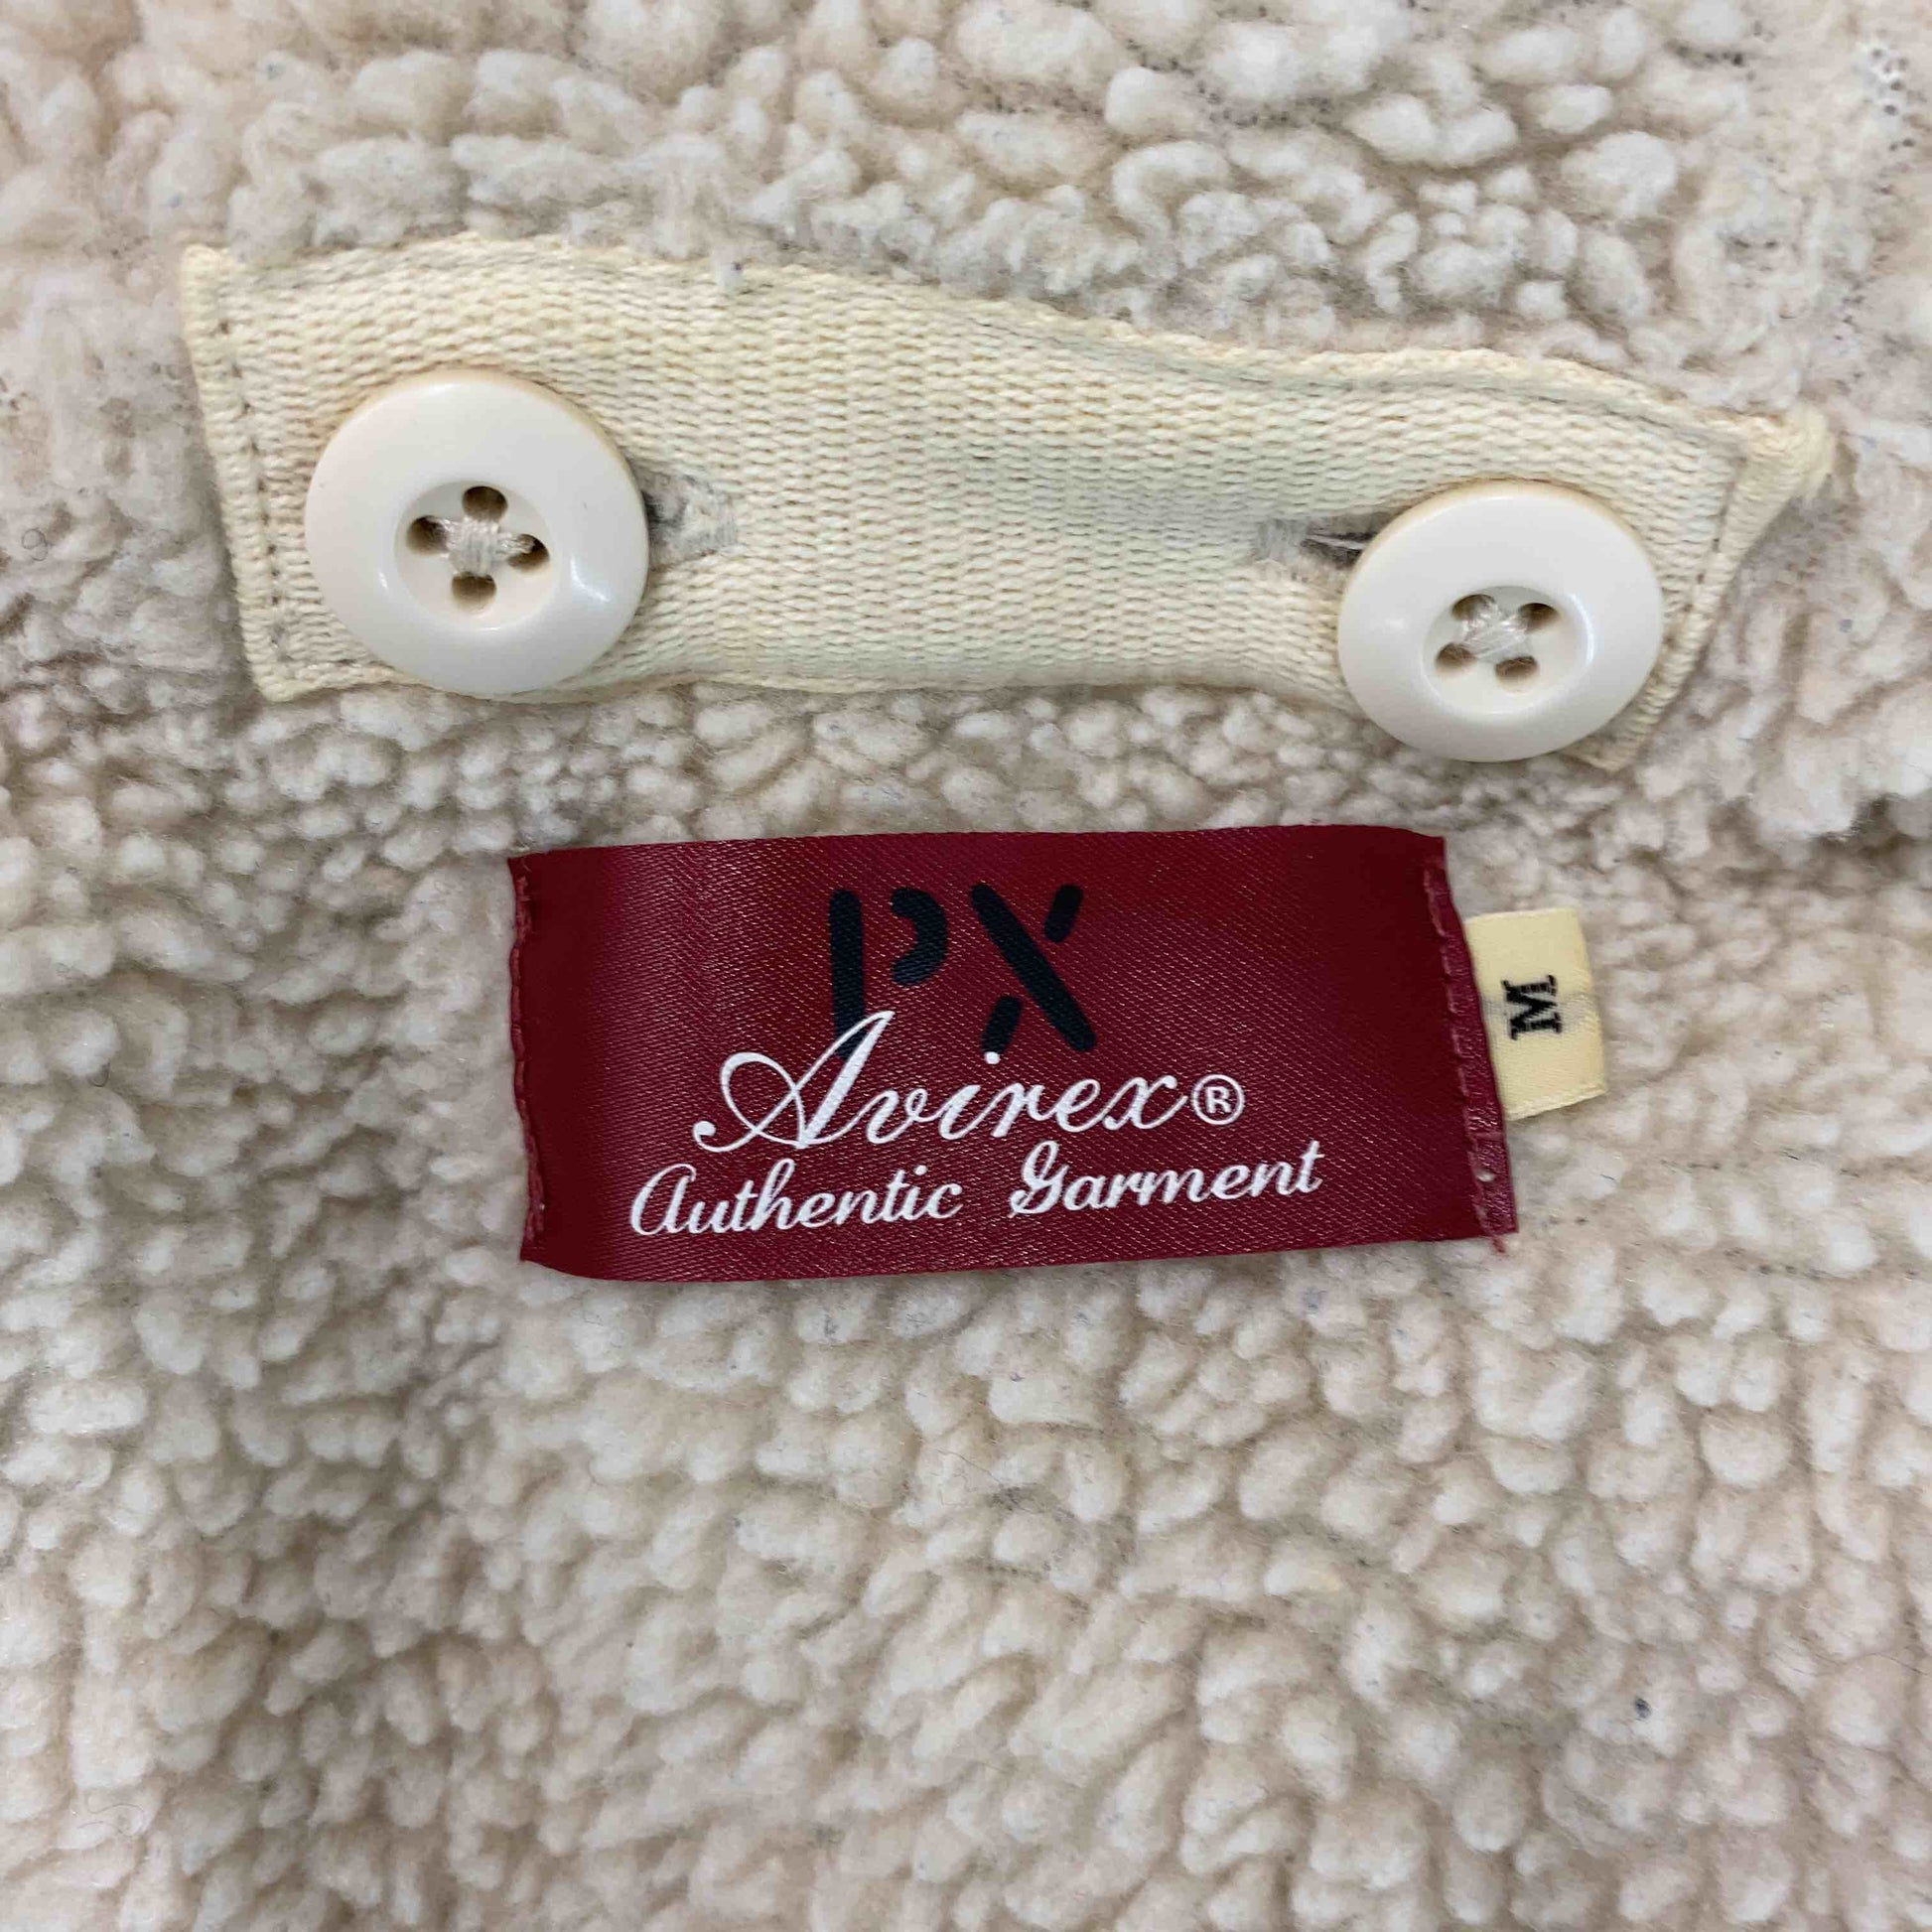 PX
Avirex®
Authentic Garment
M